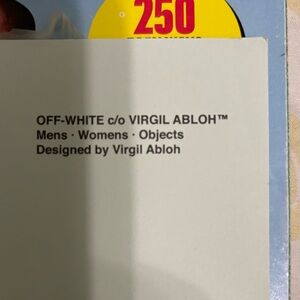 250
OFF-WHITE c/o VIRGIL ABLOH™
Mens · Womens · Objects
Designed by Virgil Abloh